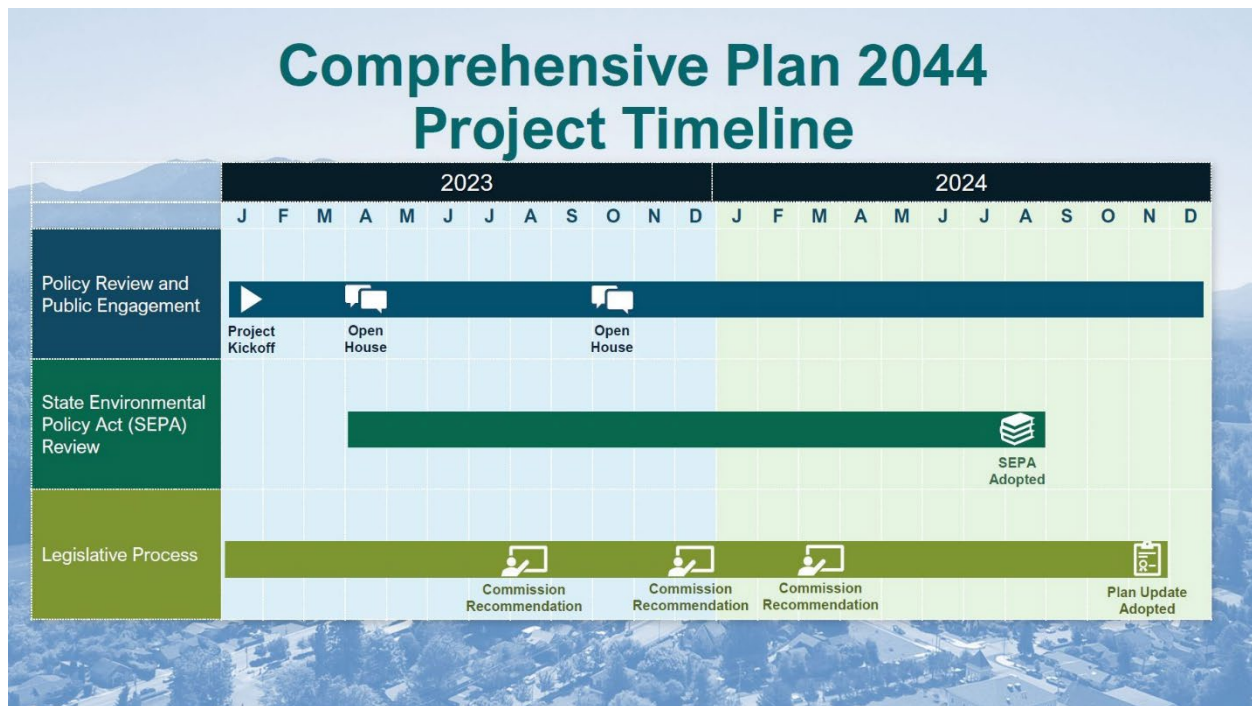 Comprehensive Plan 2044
Project Timeline
2023 2024
J F M A M J J A S O N D J F M A M J J A S O N D
Policy Review and
Public Engagement
Project
Kickoff
Open
House
Open
House
State Environmental
Policy Act (SEPA)
Review
SEPA
Adopted
Legislative Process
Commission
Recommendation
Commission
Recommendation
Commission
Recommendation
Plan Update
Adopted